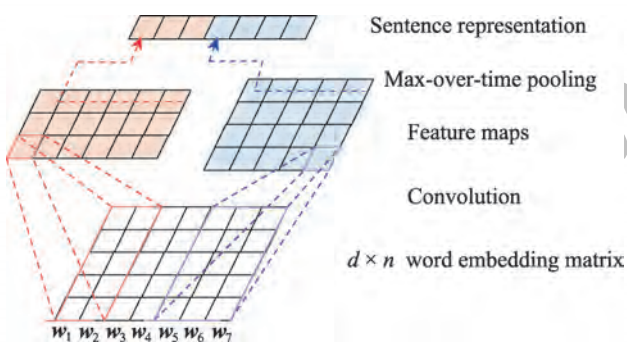 Sentence representation
Max-over-time pooling
Feature maps
Convolution
d × n word embedding matrix
w₁ w₂ w₃ w₄ w₅ w₆ w₇